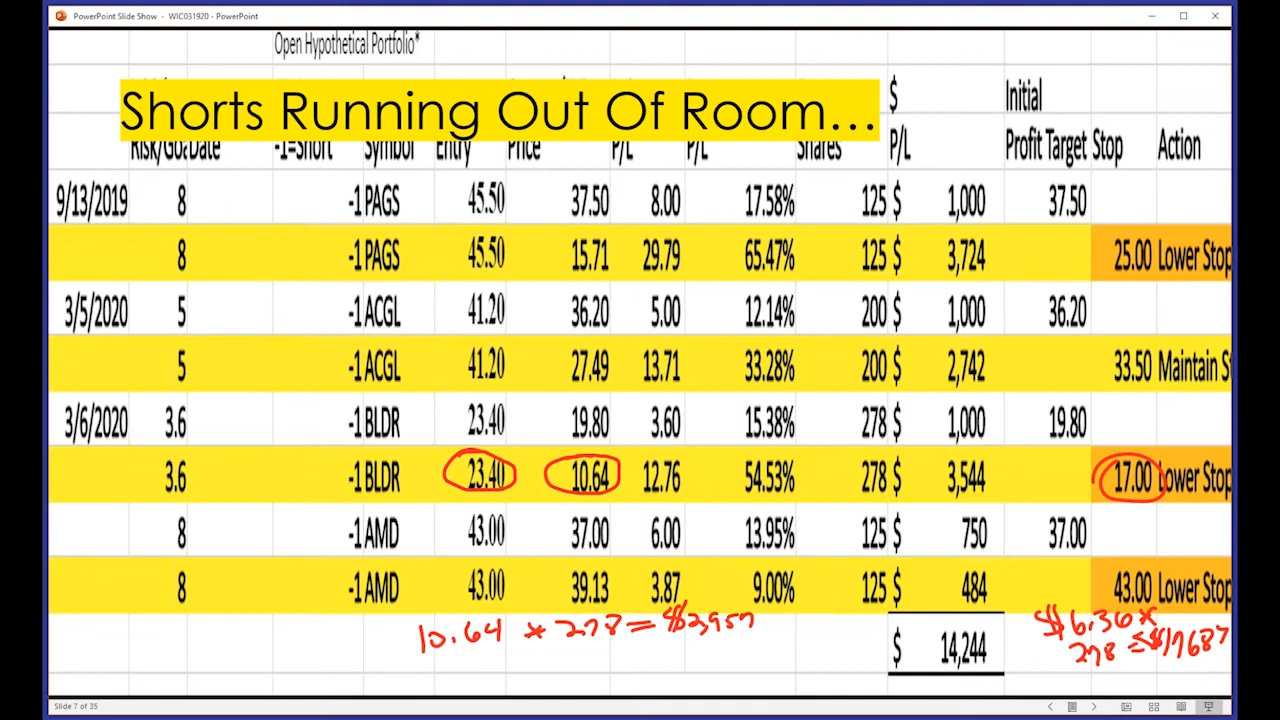 PowerPoint Slide Show - WIC031920 - PowerPoint
Open Hypothetical Portfolio*
Shorts Running Out Of Room...
$ Initial
Date -1=Short Symbol Entry Price P/L P/L Shares P/L Profit Target Stop Action
9/13/2019 8 -1 PAGS 45.50 37.50 8.00 17.58% 125 $ 1,000 37.50
8 -1 PAGS 45.50 15.71 29.79 65.47% 125 $ 3,724 25.00 Lower Stop
3/5/2020 5 -1 ACGL 41.20 36.20 5.00 12.14% 200 $ 1,000 36.20
5 -1 ACGL 41.20 27.49 13.71 33.28% 200 $ 2,742 33.50 Maintain S
3/6/2020 3.6 -1 BLDR 23.40 19.80 3.60 15.38% 278 $ 1,000 19.80
3.6 -1 BLDR 23.40 10.64 12.76 54.53% 278 $ 3,544 17.00 Lower Stop
8 -1 AMD 43.00 37.00 6.00 13.95% 125 $ 750 37.00
8 -1 AMD 43.00 39.13 3.87 9.00% 125 $ 484 43.00 Lower Stop
10.64 * 278 = $2,957
$6.36 *
278 = $1768
$ 14,244
Slide 7 of 35